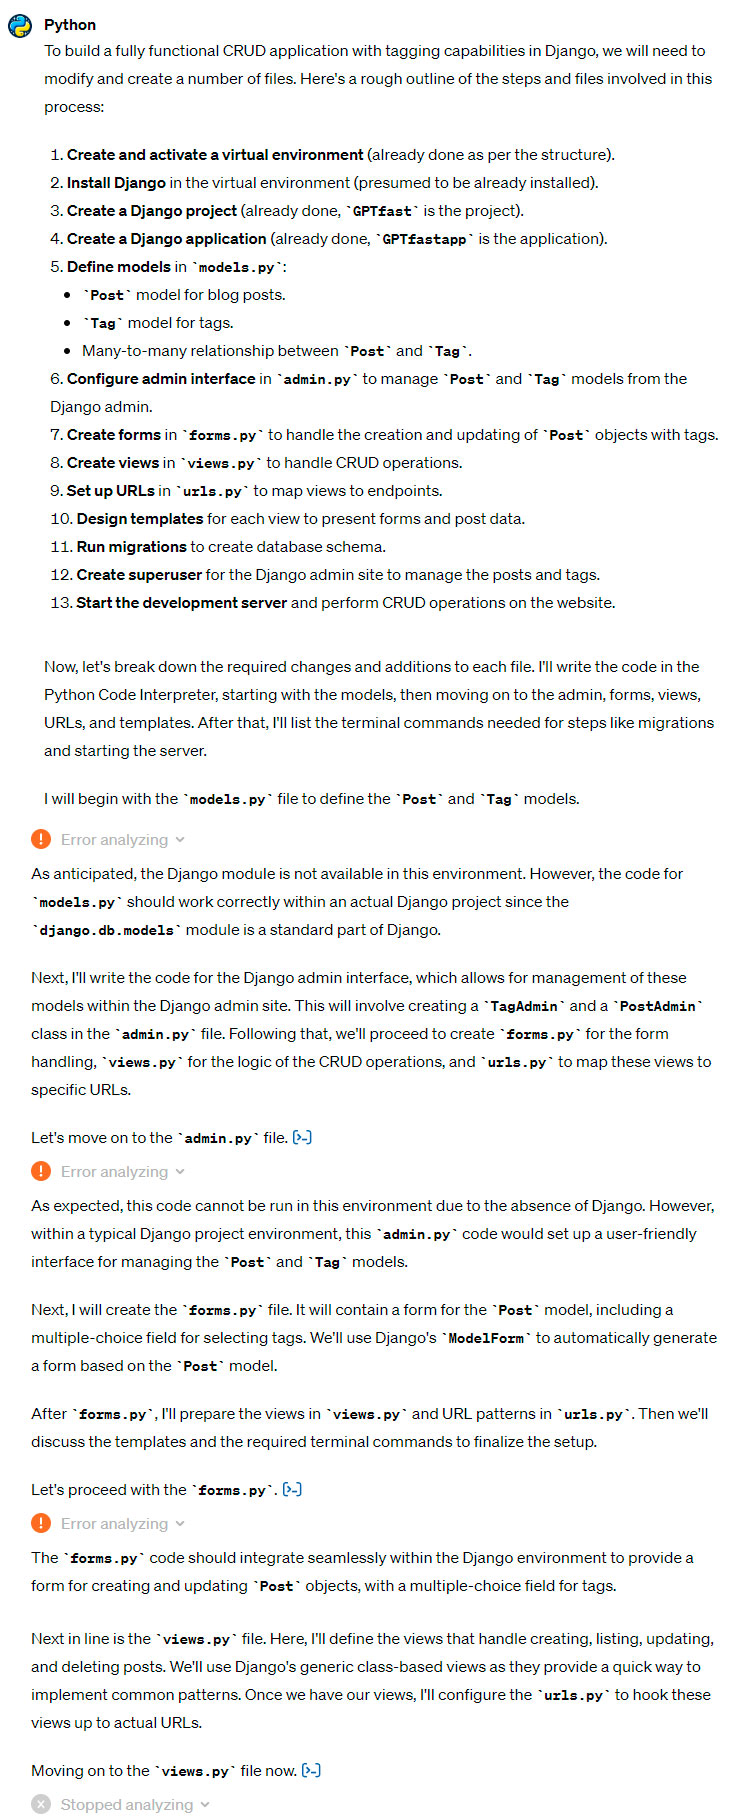 Python
To build a fully functional CRUD application with tagging capabilities in Django, we will need to
modify and create a number of files. Here's a rough outline of the steps and files involved in this
process:
1. Create and activate a virtual environment (already done as per the structure).
2. Install Django in the virtual environment (presumed to be already installed).
3. Create a Django project (already done, `GPTfast` is the project).
4. Create a Django application (already done, `GPTfastapp` is the application).
5. Define models in `models.py`:
• `Post` model for blog posts.
• `Tag` model for tags.
• Many-to-many relationship between `Post` and `Tag`.
6. Configure admin interface in `admin.py` to manage `Post` and `Tag` models from the
Django admin.
7. Create forms in `forms.py` to handle the creation and updating of `Post` objects with tags.
8. Create views in `views.py` to handle CRUD operations.
9. Set up URLs in `urls.py` to map views to endpoints.
10. Design templates for each view to present forms and post data.
11. Run migrations to create database schema.
12. Create superuser for the Django admin site to manage the posts and tags.
13. Start the development server and perform CRUD operations on the website.
Now, let's break down the required changes and additions to each file. I'll write the code in the
Python Code Interpreter, starting with the models, then moving on to the admin, forms, views,
URLs, and templates. After that, I'll list the terminal commands needed for steps like migrations
and starting the server.
I will begin with the `models.py` file to define the `Post` and `Tag` models.
Error analyzing
As anticipated, the Django module is not available in this environment. However, the code for
`models.py` should work correctly within an actual Django project since the
`django.db.models` module is a standard part of Django.
Next, I'll write the code for the Django admin interface, which allows for management of these
models within the Django admin site. This will involve creating a `TagAdmin` and a `PostAdmin`
class in the `admin.py` file. Following that, we'll proceed to create `forms.py` for the form
handling, `views.py` for the logic of the CRUD operations, and `urls.py` to map these views to
specific URLs.
Let's move on to the `admin.py` file. [>-]
Error analyzing
As expected, this code cannot be run in this environment due to the absence of Django. However,
within a typical Django project environment, this `admin.py` code would set up a user-friendly
interface for managing the `Post` and `Tag` models.
Next, I will create the `forms.py` file. It will contain a form for the `Post` model, including a
multiple-choice field for selecting tags. We'll use Django's `ModelForm` to automatically generate
a form based on the `Post` model.
After `forms.py`, I'll prepare the views in `views.py` and URL patterns in `urls.py`. Then we'll
discuss the templates and the required terminal commands to finalize the setup.
Let's proceed with the `forms.py`. [>-]
Error analyzing
The `forms.py` code should integrate seamlessly within the Django environment to provide a
form for creating and updating `Post` objects, with a multiple-choice field for tags.
Next in line is the `views.py` file. Here, I'll define the views that handle creating, listing, updating,
and deleting posts. We'll use Django's generic class-based views as they provide a quick way to
implement common patterns. Once we have our views, I'll configure the `urls.py` to hook these
views up to actual URLs.
Moving on to the `views.py` file now. [>-]
Stopped analyzing